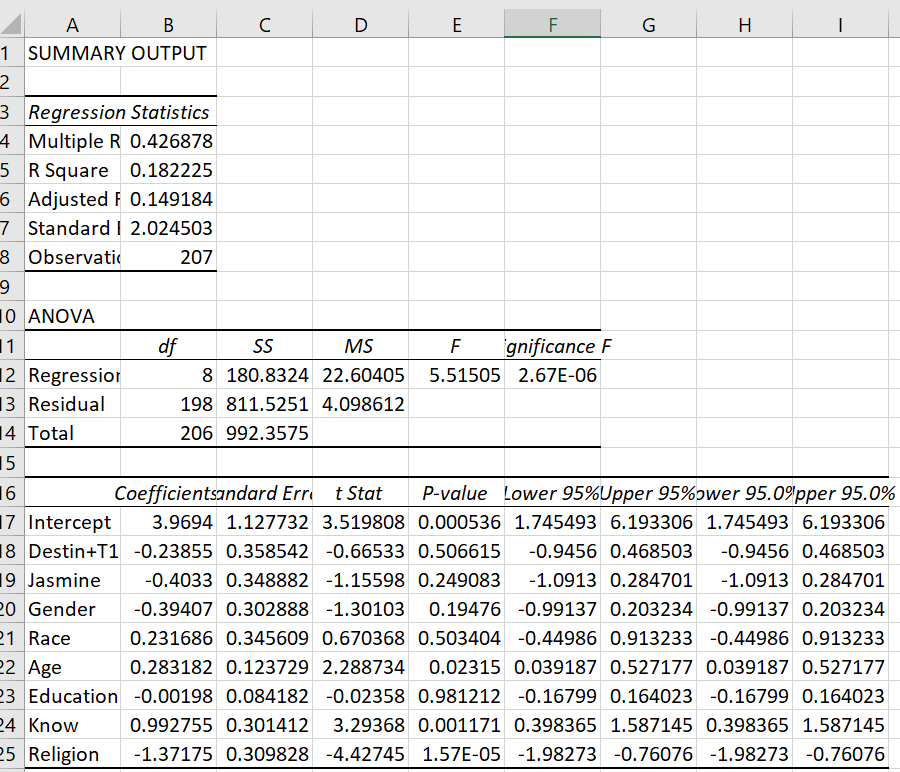 A B C D E F G H I
1 SUMMARY OUTPUT
2
3 Regression Statistics
4 Multiple R 0.426878
5 R Square 0.182225
6 Adjusted 0.149184
7 Standard 2.024503
8 Observatio 207
9
10 ANOVA
11 df SS MS F gnificance F
12 Regression 8 180.8324 22.60405 5.51505 2.67E-06
13 Residual 198 811.5251 4.098612
14 Total 206 992.3575
15
16 Coefficients andard Erro t Stat P-value Lower 95% Upper 95% ower 95.0% pper 95.0%
17 Intercept 3.9694 1.127732 3.519808 0.000536 1.745493 6.193306 1.745493 6.193306
18 Destin+T1 -0.23855 0.358542 -0.66533 0.506615 -0.9456 0.468503 -0.9456 0.468503
19 Jasmine -0.4033 0.348882 -1.15598 0.249083 -1.0913 0.284701 -1.0913 0.284701
20 Gender -0.39407 0.302888 -1.30103 0.19476 -0.99137 0.203234 -0.99137 0.203234
21 Race 0.231686 0.345609 0.670368 0.503404 -0.44986 0.913233 -0.44986 0.913233
22 Age 0.283182 0.123729 2.288734 0.02315 0.039187 0.527177 0.039187 0.527177
23 Education -0.00198 0.084182 -0.02358 0.981212 -0.16799 0.164023 -0.16799 0.164023
24 Know 0.992755 0.301412 3.29368 0.001171 0.398365 1.587145 0.398365 1.587145
25 Religion -1.37175 0.309828 -4.42745 1.57E-05 -1.98273 -0.76076 -1.98273 -0.76076